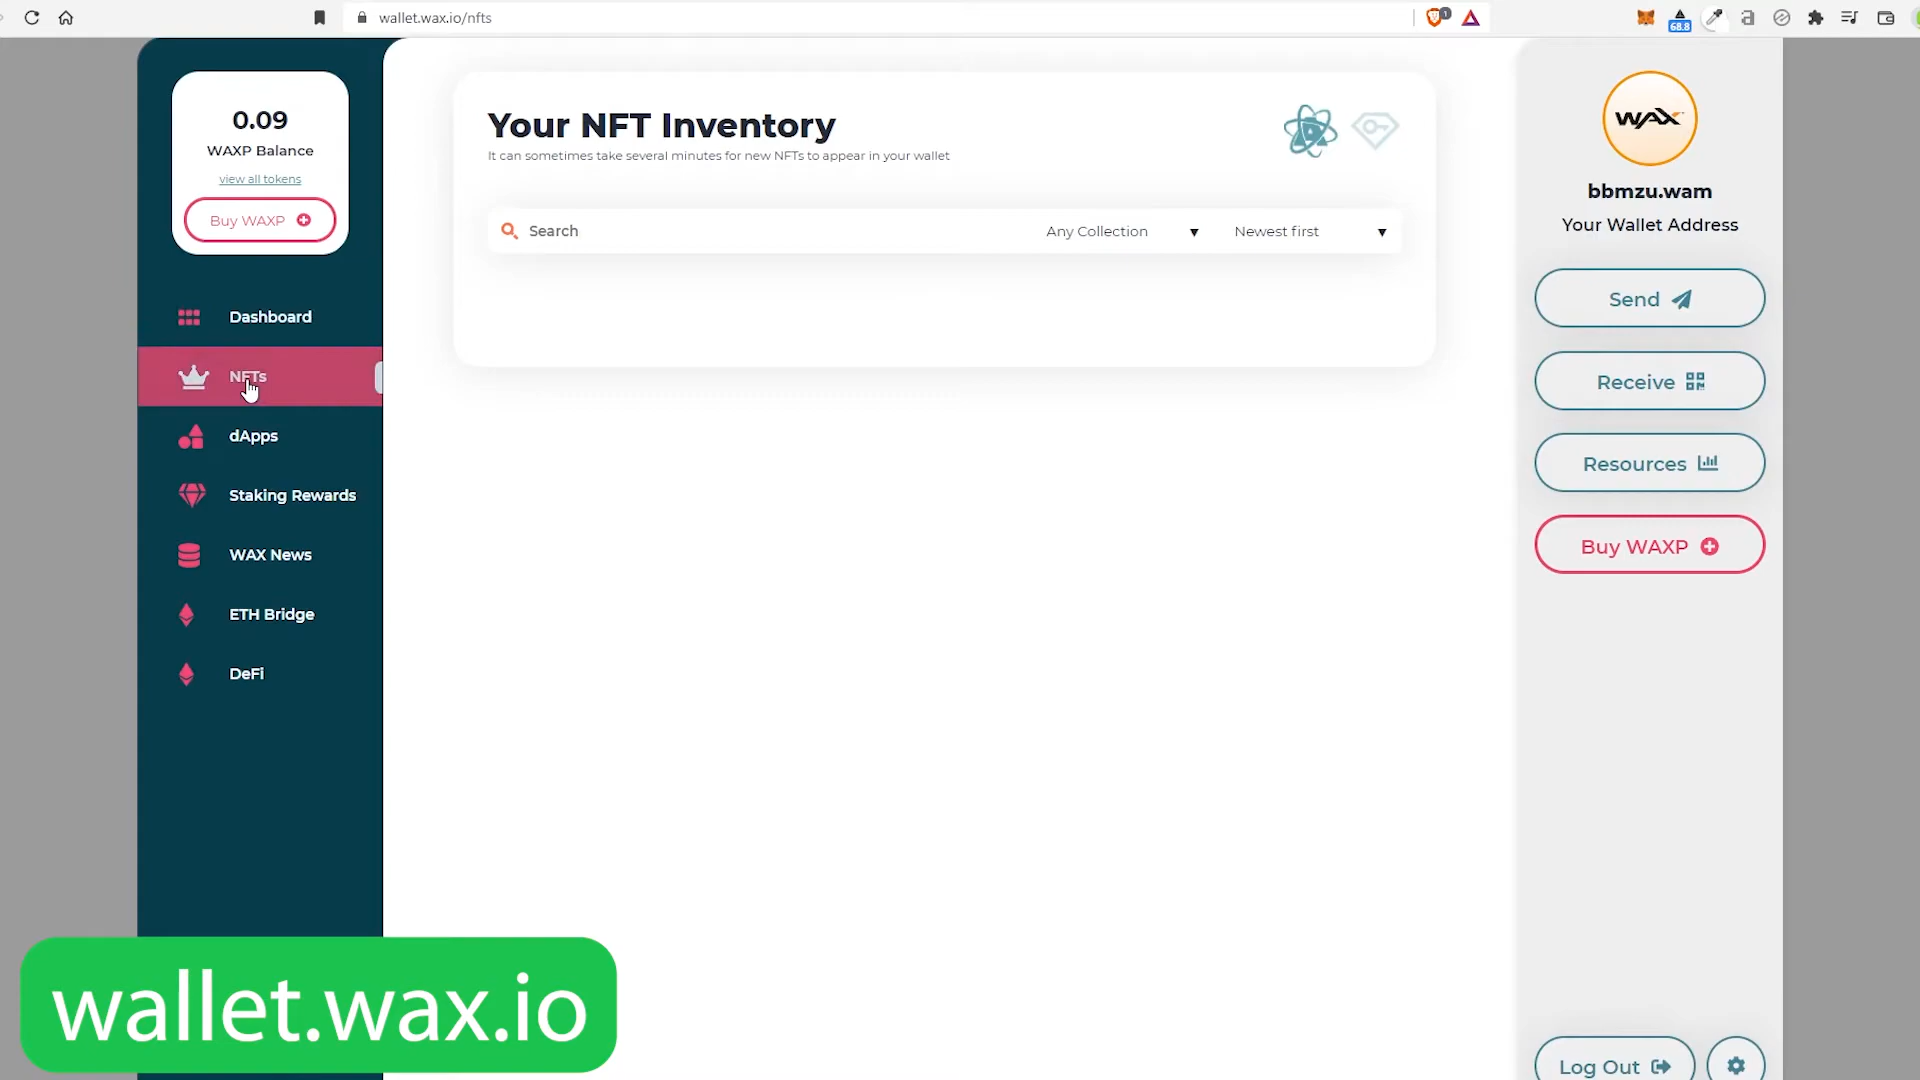 wallet.wax.io/nfts
1
68.8
0.09
WAXP Balance
view all tokens
Buy WAXP
Dashboard
NFTs
dApps
Staking Rewards
WAX News
ETH Bridge
DeFi
Your NFT Inventory
It can sometimes take several minutes for new NFTs to appear in your wallet
Search
Any Collection
Newest first
WAX
bbmzu.wam
Your Wallet Address
Send
Receive
Resources
Buy WAXP
Log Out
wallet.wax.io